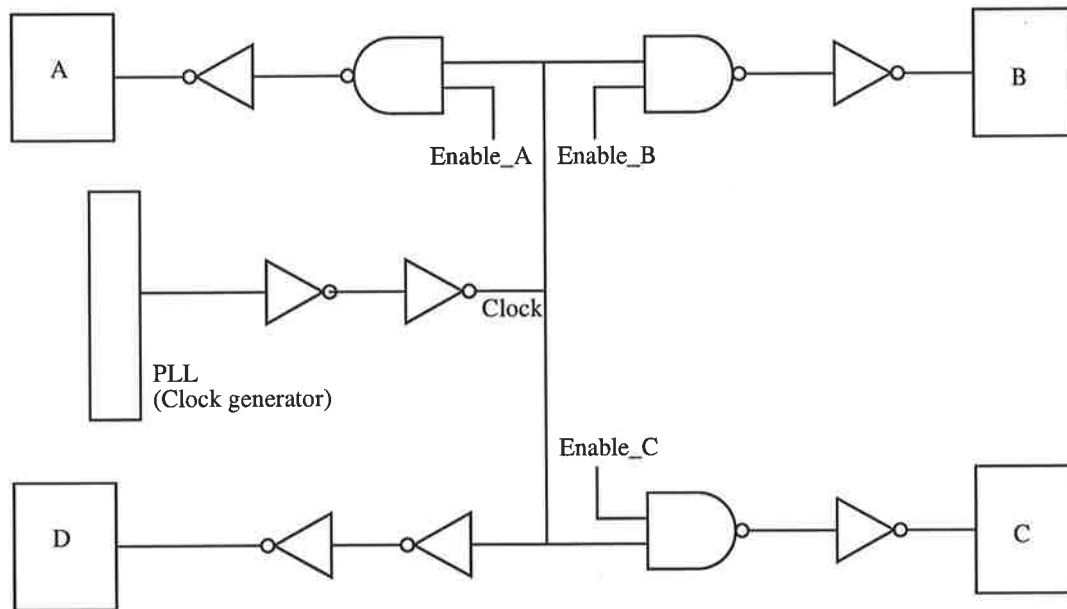 A
B
Enable_A
Enable_B
Clock
PLL
(Clock generator)
Enable_C
D
C